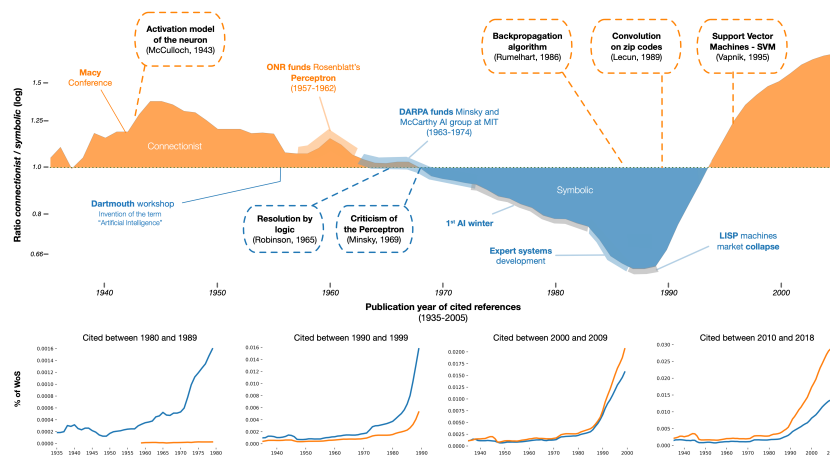 Activation model
of the neuron
(McCulloch, 1943)
Macy
Conference
ONR funds Rosenblatt's
Perceptron
(1957-1962)
DARPA funds Minsky and
McCarthy AI group at MIT
(1963-1974)
Backpropagation
algorithm
(Rumelhart, 1986)
Convolution
on zip codes
(Lecun, 1989)
Support Vector
Machines - SVM
(Vapnik, 1995)
Ratio connectionist / symbolic (log)
1.5
1.25
1.0
0.8
0.66
Connectionist
Symbolic
Dartmouth workshop
Invention of the term
"Artificial Intelligence"
Resolution by
logic
(Robinson, 1965)
Criticism of
the Perceptron
(Minsky, 1969)
1st AI winter
Expert systems
development
LISP machines
market collapse
1940 1950 1960 1970 1980 1990 2000
Publication year of cited references
(1935-2005)
% of WoS
Cited between 1980 and 1989
0.0016
0.0014
0.0012
0.0010
0.0008
0.0006
0.0004
0.0002
0.0000
1935 1940 1945 1950 1955 1960 1965 1970 1975 1980
Cited between 1990 and 1999
0.016
0.014
0.012
0.010
0.008
0.006
0.004
0.002
0.000
1940 1950 1960 1970 1980 1990
Cited between 2000 and 2009
0.0200
0.0175
0.0150
0.0125
0.0100
0.0075
0.0050
0.0025
0.0000
1940 1950 1960 1970 1980 1990 2000
Cited between 2010 and 2018
0.030
0.025
0.020
0.015
0.010
0.005
0.000
1940 1950 1960 1970 1980 1990 2000 2